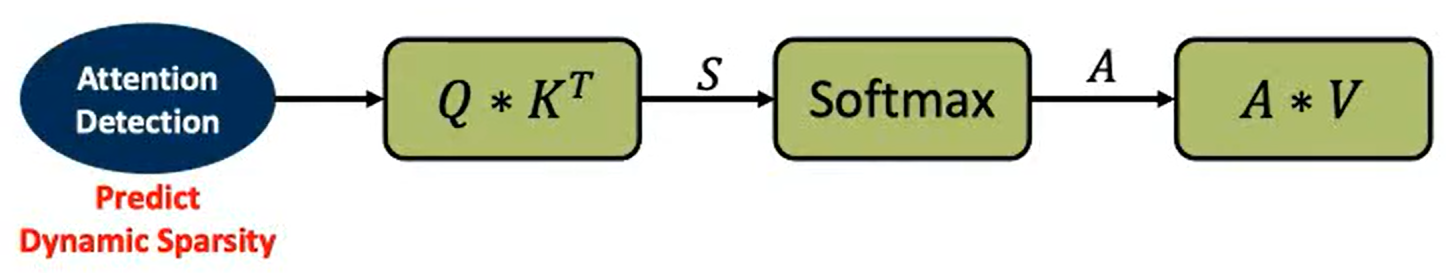 Attention
Detection
Predict
Dynamic Sparsity
Q * K^T
S
Softmax
A
A * V